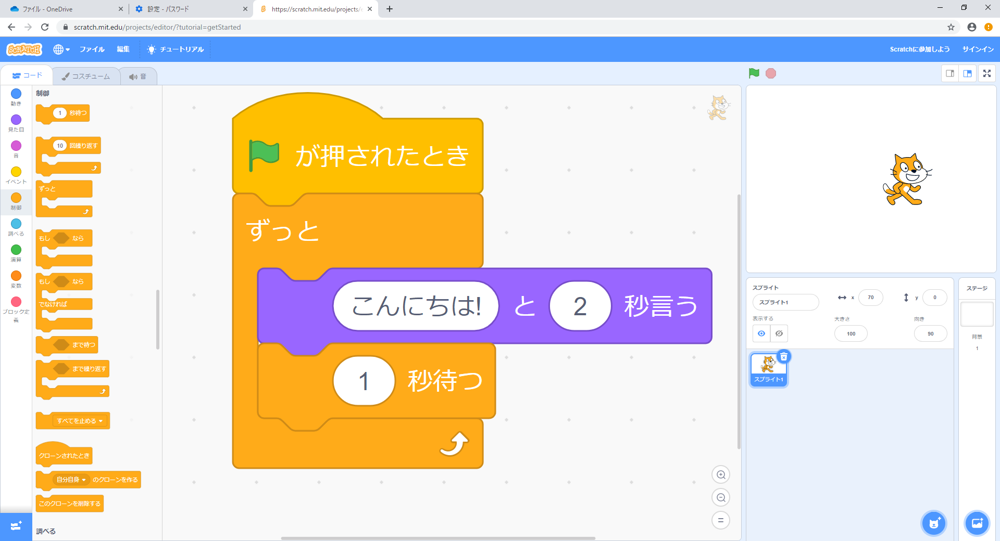 ファイル - OneDrive
設定 - パスワード
https://scratch.mit.edu/projects/e
scratch.mit.edu/projects/editor/?tutorial=getStarted
SCRATCH
ファイル
編集
チュートリアル
Scratchに参加しよう
サインイン
コード
コスチューム
音
動き
見た目
音
イベント
制御
調べる
演算
変数
ブロック定
義
制御
1 秒待つ
10 回繰り返す
ずっと
もし なら
もし なら
でなければ
まで待つ
まで繰り返す
すべてを止める
クローンされたとき
自分自身 のクローンを作る
このクローンを削除する
調べる
が押されたとき
ずっと
こんにちは! と 2 秒言う
1 秒待つ
スプライト
スプライト1
x 70
y 0
表示する
大きさ
100
向き
90
スプライト1
ステージ
背景
1